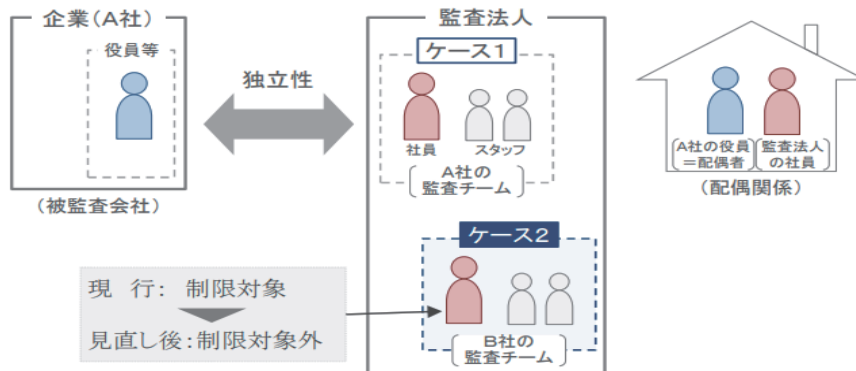 企業(A社)
役員等
(被監査会社)
独立性
監査法人
ケース1
社員
スタッフ
A社の
監査チーム
ケース2
B社の
監査チーム
現 行: 制限対象
見直し後:制限対象外
A社の役員
=配偶者
監査法人
の社員
(配偶関係)